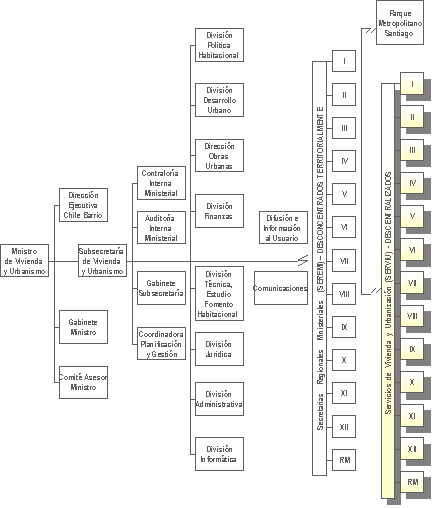 Parque
Metropolitano
Santiago
División
Política
Habitacional
División
Desarrollo
Urbano
Dirección
Obras
Urbanas
División
Finanzas
Contraloría
Interna
Ministerial
Auditoría
Interna
Ministerial
Dirección
Ejecutiva
Chile Barrio
Difusión e
Información
al Usuario
Ministro
de Vivienda
y Urbanismo
Subsecretaría
de Vivienda
y Urbanismo
Gabinete
Subsecretaría
División
Técnica,
Estudio
Fomento
Habitacional
Comunicaciones
Gabinete
Ministro
Coordinadora
Planificación
y Gestión
División
Jurídica
Comité Asesor
Ministro
División
Administrativa
División
Informática
Secretarías Regionales Ministeriales (SEREMI) – DESCONCENTRADOS TERRITORIALMENTE
I
II
III
IV
V
VI
VII
VIII
IX
X
XI
XII
RM
Servicios de Vivienda y Urbanización (SERVIU) - DESCENTRALIZADOS
I
II
III
IV
V
VI
VII
VIII
IX
X
XI
XII
RM